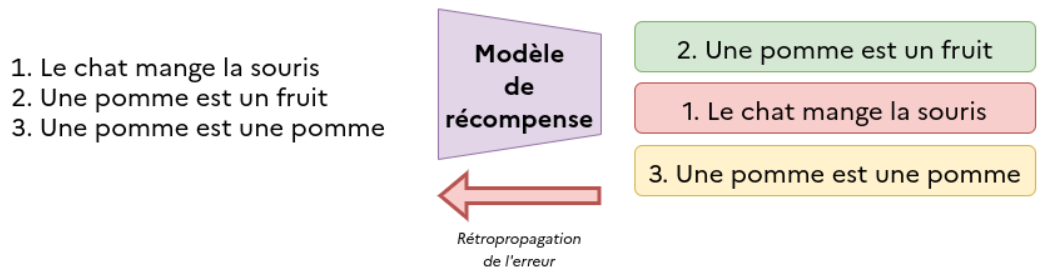 1. Le chat mange la souris
2. Une pomme est un fruit
3. Une pomme est une pomme
Modèle
de
récompense
Rétropropagation
de l'erreur
2. Une pomme est un fruit
1. Le chat mange la souris
3. Une pomme est une pomme